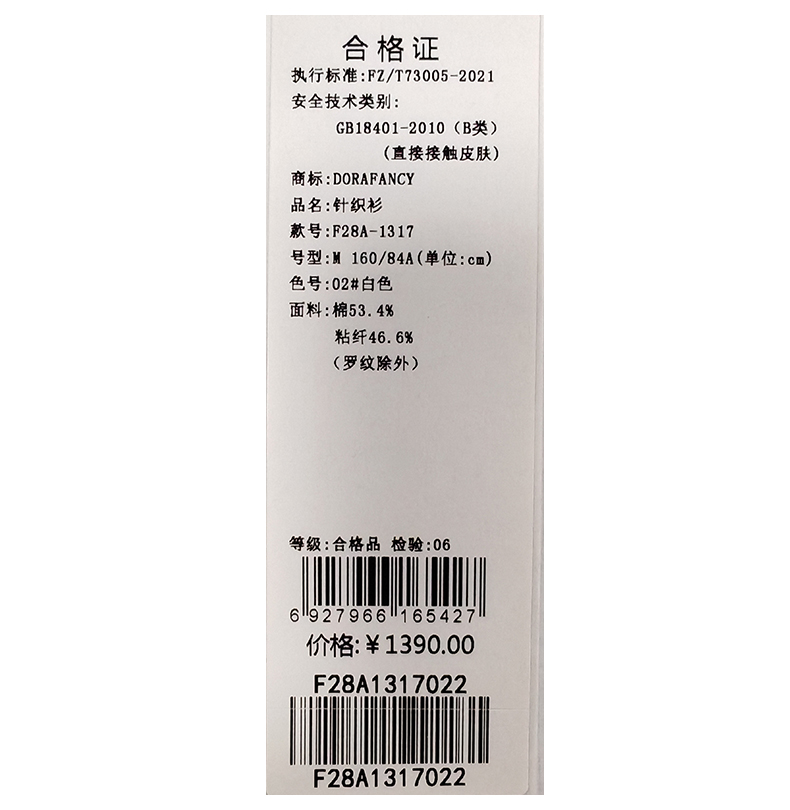 合格证
执行标准:FZ/T73005-2021
安全技术类别:
GB18401-2010(B类)
(直接接触皮肤)
商标:DORAFANCY
品名:针织衫
款号:F28A-1317
号型:M 160/84A(单位:cm)
色号:02#白色
面料:棉53.4%
粘纤46.6%
(罗纹除外)
等级:合格品 检验:06
6 927966 165427
价格:¥1390.00
F28A1317022
F28A1317022